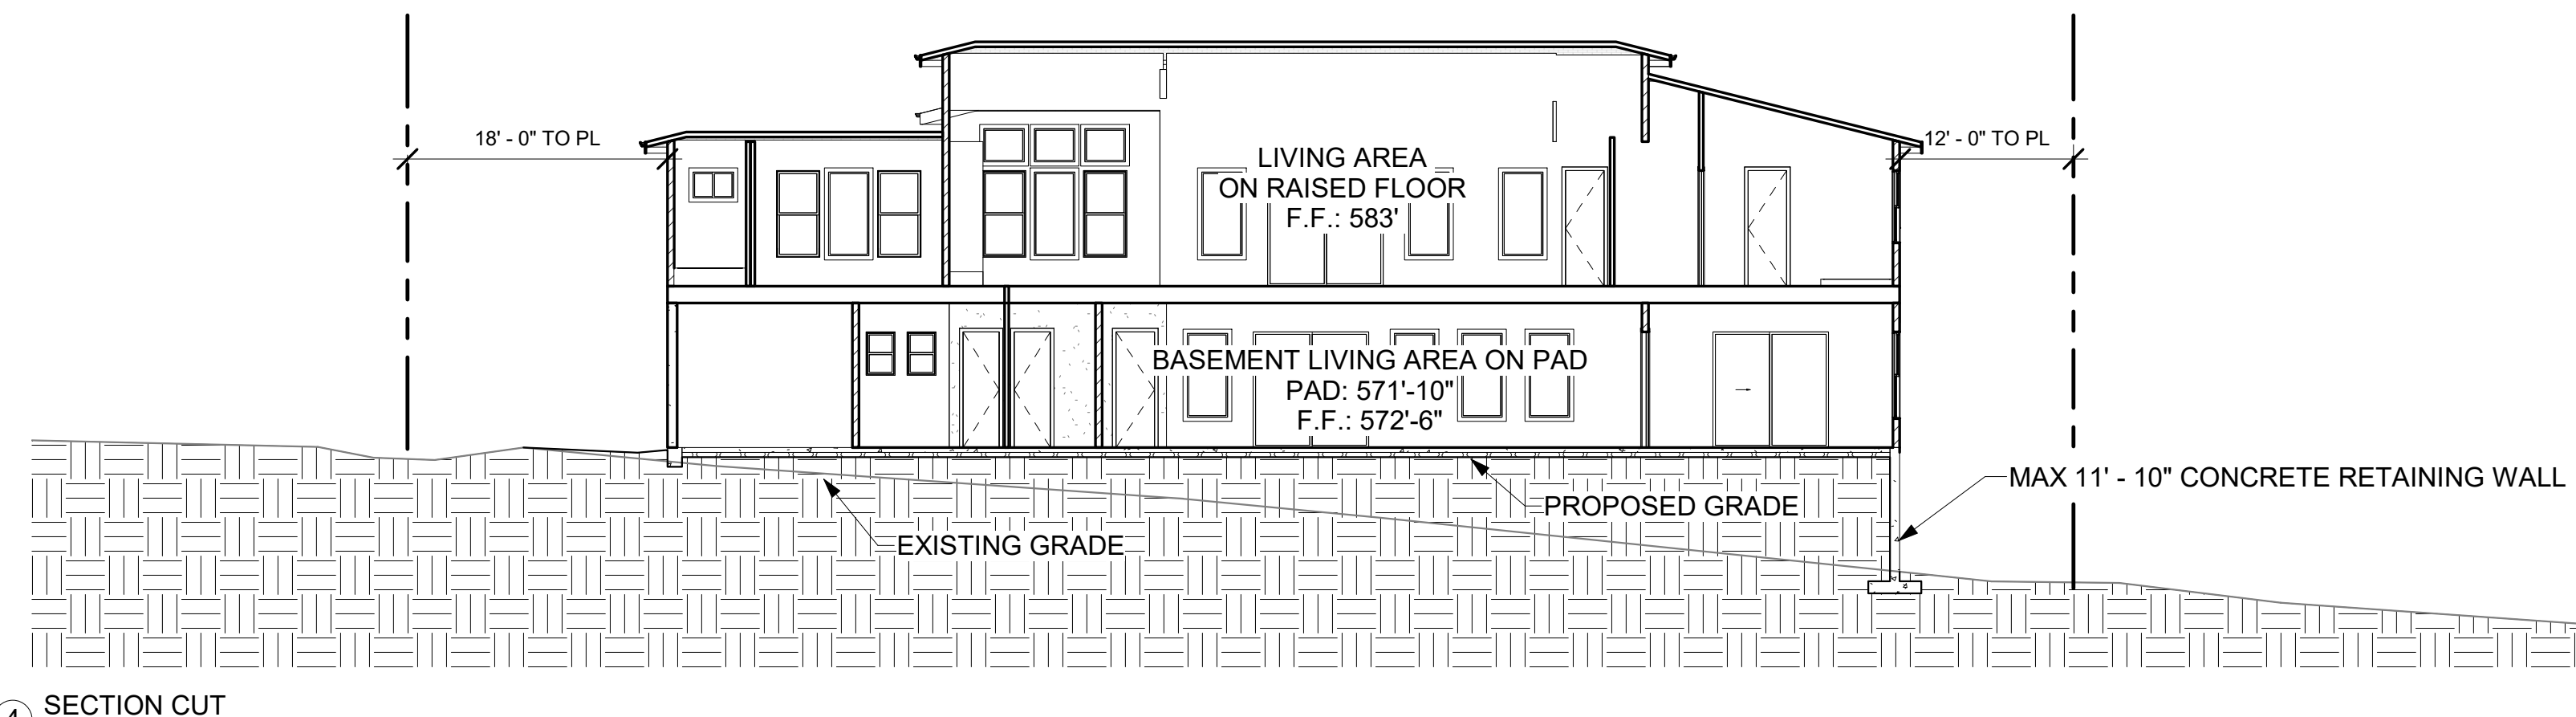 18' - 0" TO PL
12' - 0" TO PL
LIVING AREA
ON RAISED FLOOR
F.F.: 583'
BASEMENT LIVING AREA ON PAD
PAD: 571'-10"
F.F.: 572'-6"
MAX 11' - 10" CONCRETE RETAINING WALL
PROPOSED GRADE
EXISTING GRADE
4 SECTION CUT